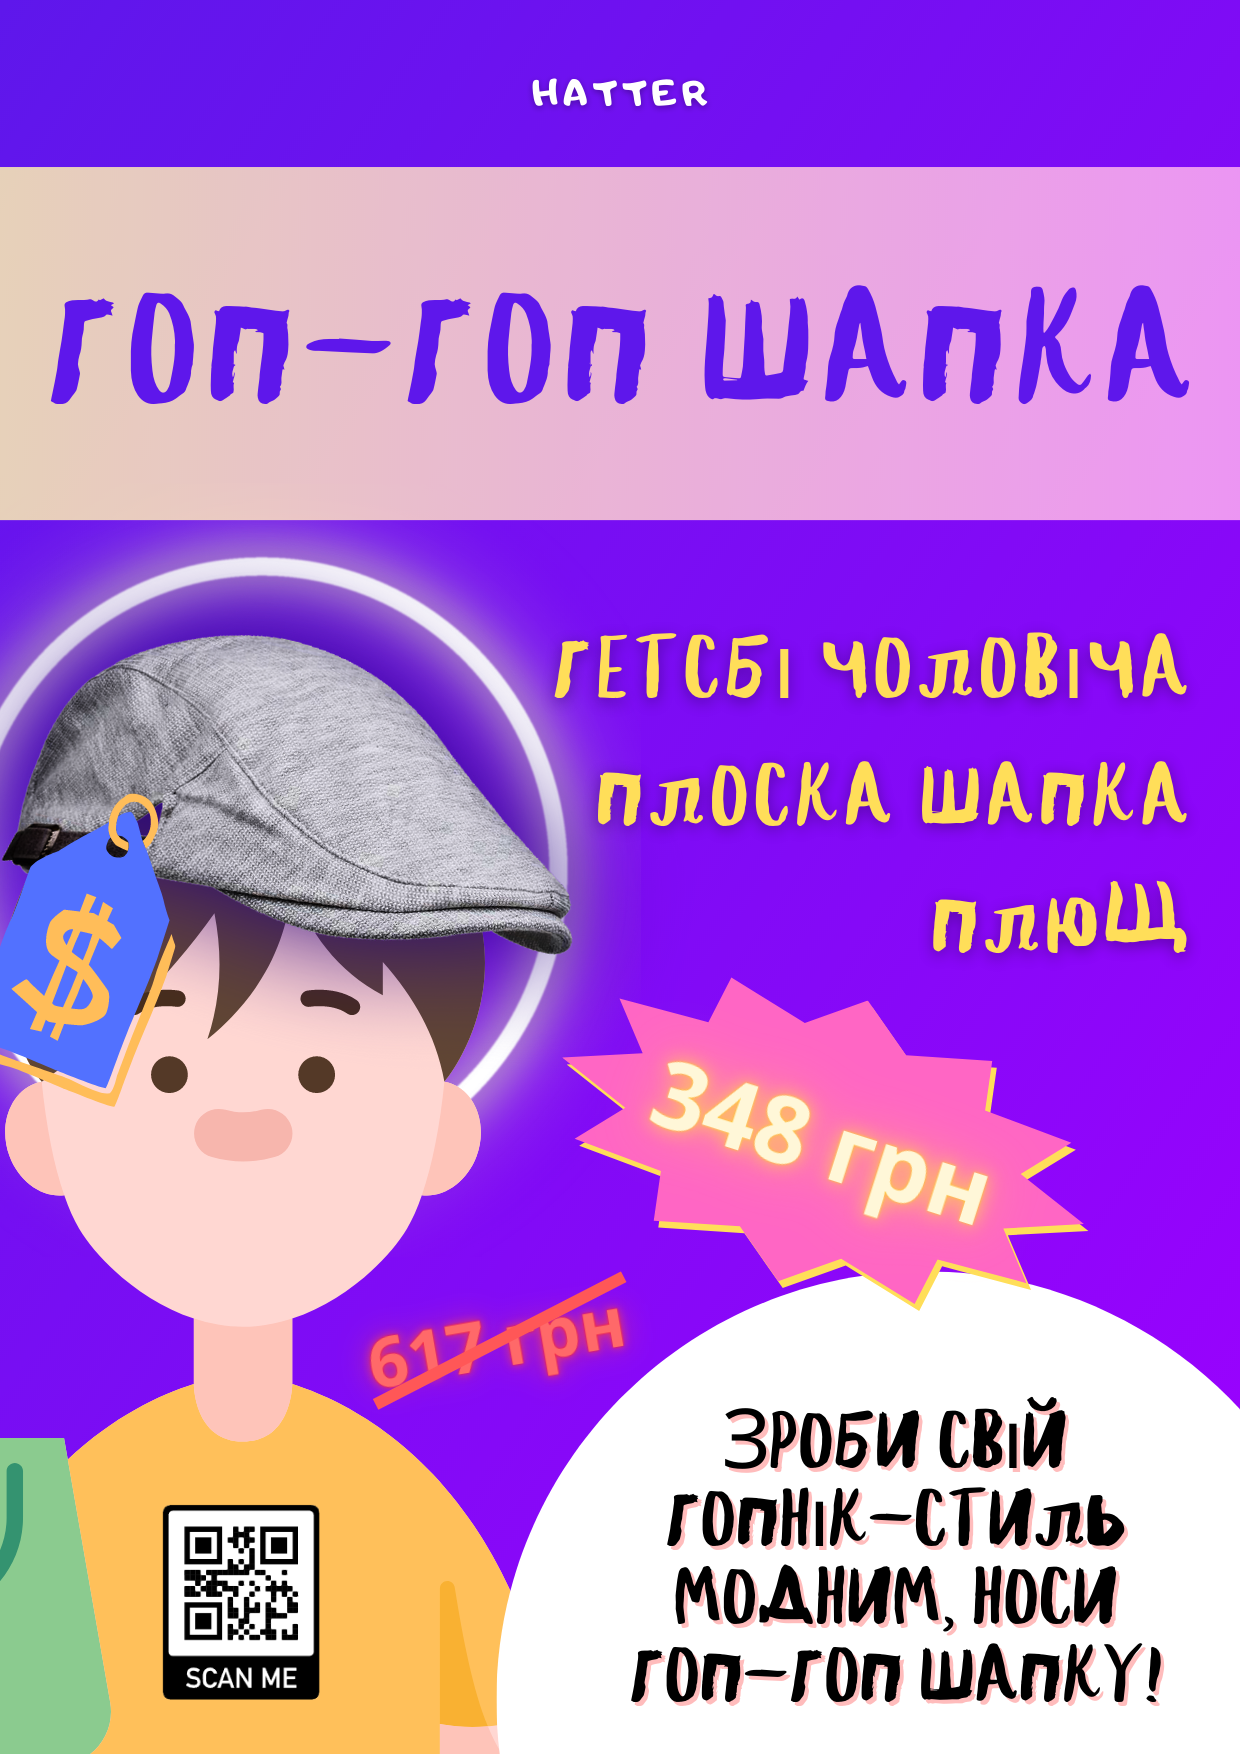 HATTER
ГОП-ГОП ШАПКА
ГЕТСБІ ЧОЛОВІЧА
ПЛОСКА ШАПКА
ПЛЮЩ
$
348 грн
617 грн
ЗРОБИ СВІЙ
ГОПНІК-СТИЛЬ
МОДНИМ, НОСИ
ГОП-ГОП ШАПКУ!
SCAN ME